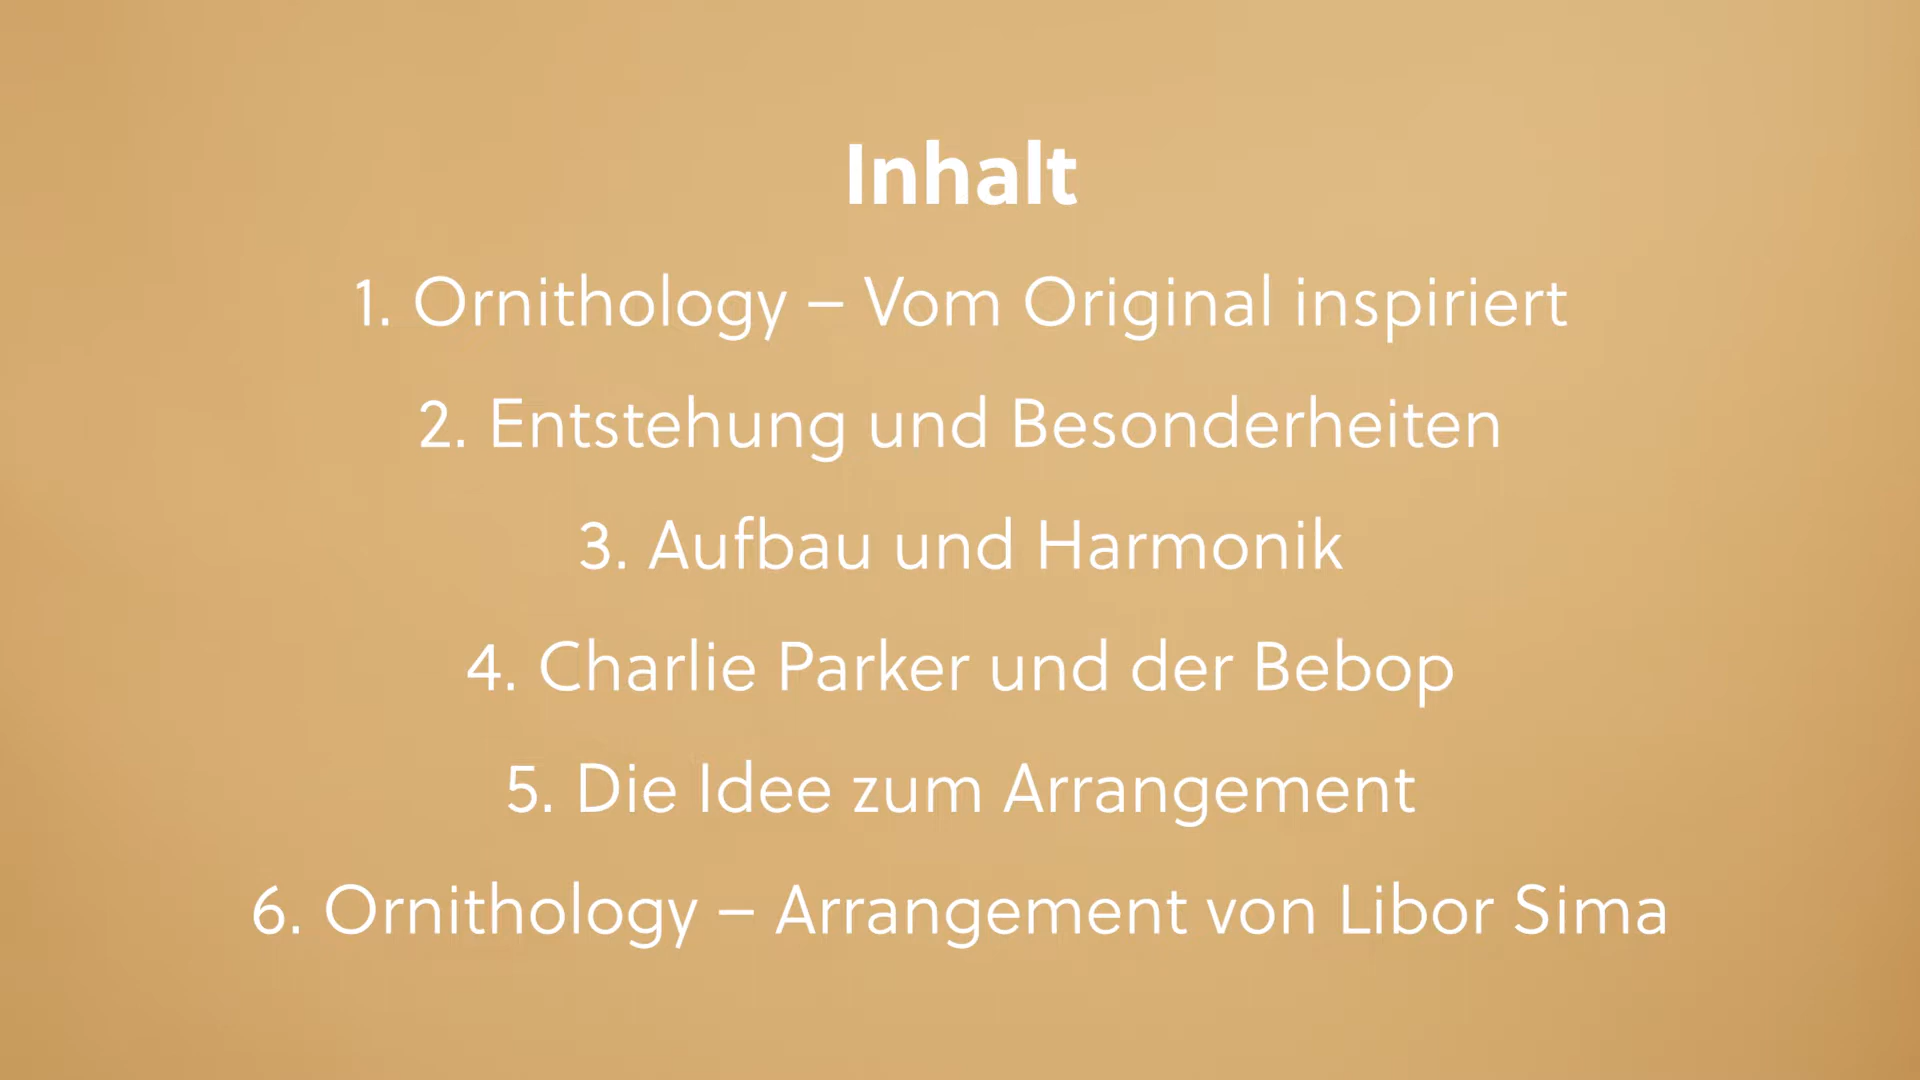 Inhalt
1. Ornithology – Vom Original inspiriert
2. Entstehung und Besonderheiten
3. Aufbau und Harmonik
4. Charlie Parker und der Bebop
5. Die Idee zum Arrangement
6. Ornithology – Arrangement von Libor Sima